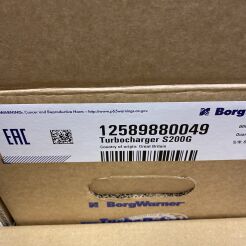 WARNING: Cancer and Reproductive Harm - http://www.p65warnings.ca.gov
EAC
12589880049
Turbocharger S200G
Country of origin: Great Britain
BorgWarner
BorgWarner